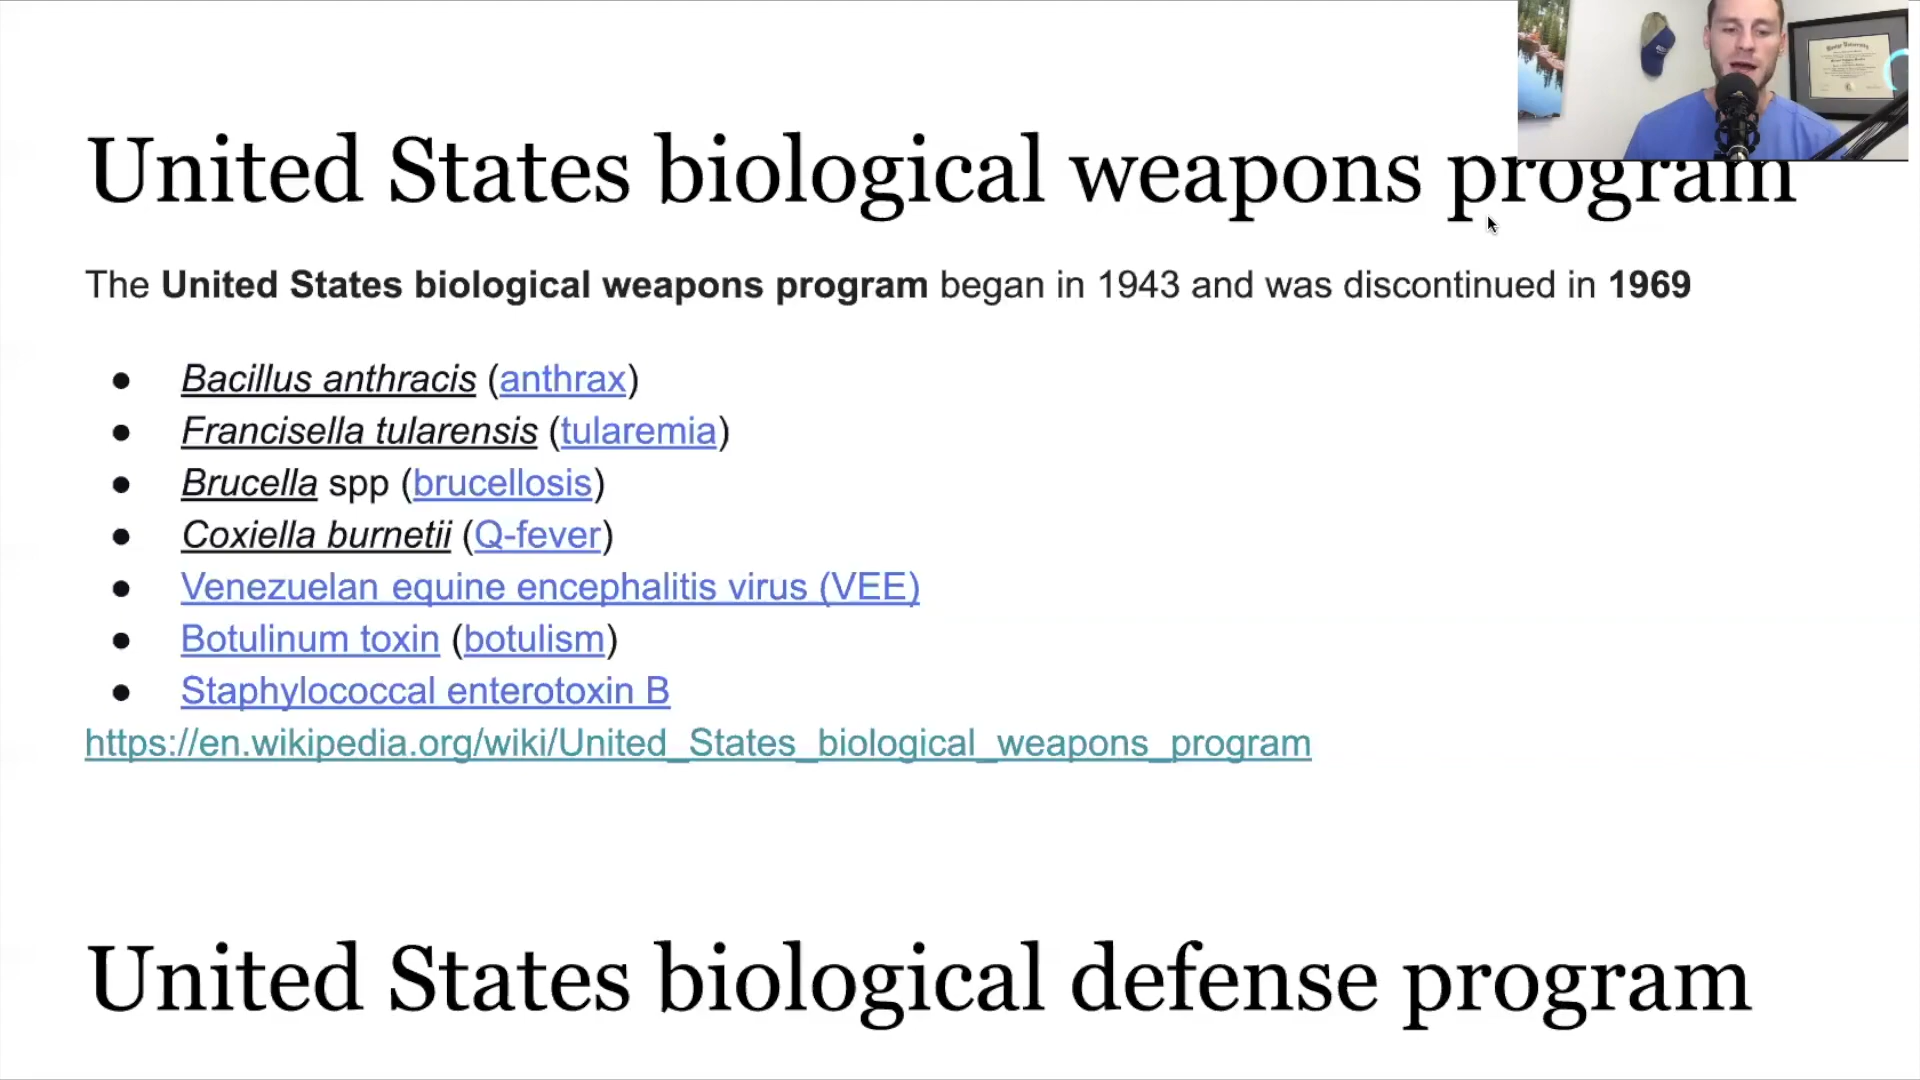 United States biological weapons program
The United States biological weapons program began in 1943 and was discontinued in 1969
● Bacillus anthracis (anthrax)
● Francisella tularensis (tularemia)
● Brucella spp (brucellosis)
● Coxiella burnetii (Q-fever)
● Venezuelan equine encephalitis virus (VEE)
● Botulinum toxin (botulism)
● Staphylococcal enterotoxin B
https://en.wikipedia.org/wiki/United_States_biological_weapons_program
United States biological defense program